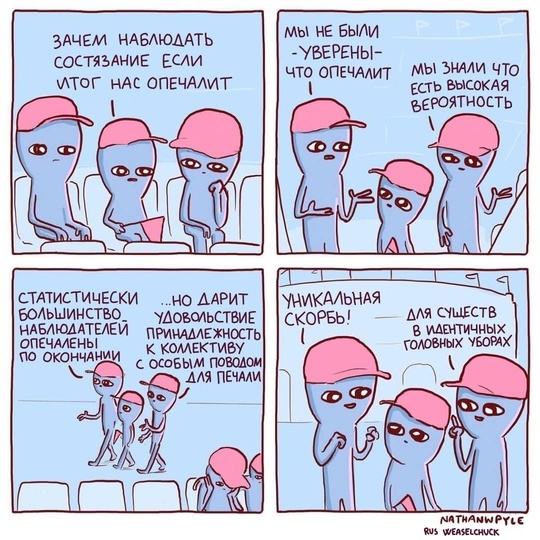 ЗАЧЕМ НАБЛЮДАТЬ
СОСТЯЗАНИЕ ЕСЛИ
ИТОГ НАС ОПЕЧАЛИТ
МЫ НЕ БЫЛИ
-УВЕРЕНЫ-
ЧТО ОПЕЧАЛИТ
МЫ ЗНАЛИ ЧТО
ЕСТЬ ВЫСОКАЯ
ВЕРОЯТНОСТЬ
СТАТИСТИЧЕСКИ
БОЛЬШИНСТВО
НАБЛЮДАТЕЛЕЙ
ОПЕЧАЛЕНЫ
ПО ОКОНЧАНИИ
...НО ДАРИТ
УДОВОЛЬСТВИЕ
ПРИНАДЛЕЖНОСТЬ
К КОЛЛЕКТИВУ
С ОСОБЫМ ПОВОДОМ
ДЛЯ ПЕЧАЛИ
УНИКАЛЬНАЯ
СКОРБЬ!
ДЛЯ СУЩЕСТВ
В ИДЕНТИЧНЫХ
ГОЛОВНЫХ УБОРАХ
NATHANWPYLE
RUS WEASELCHUCK